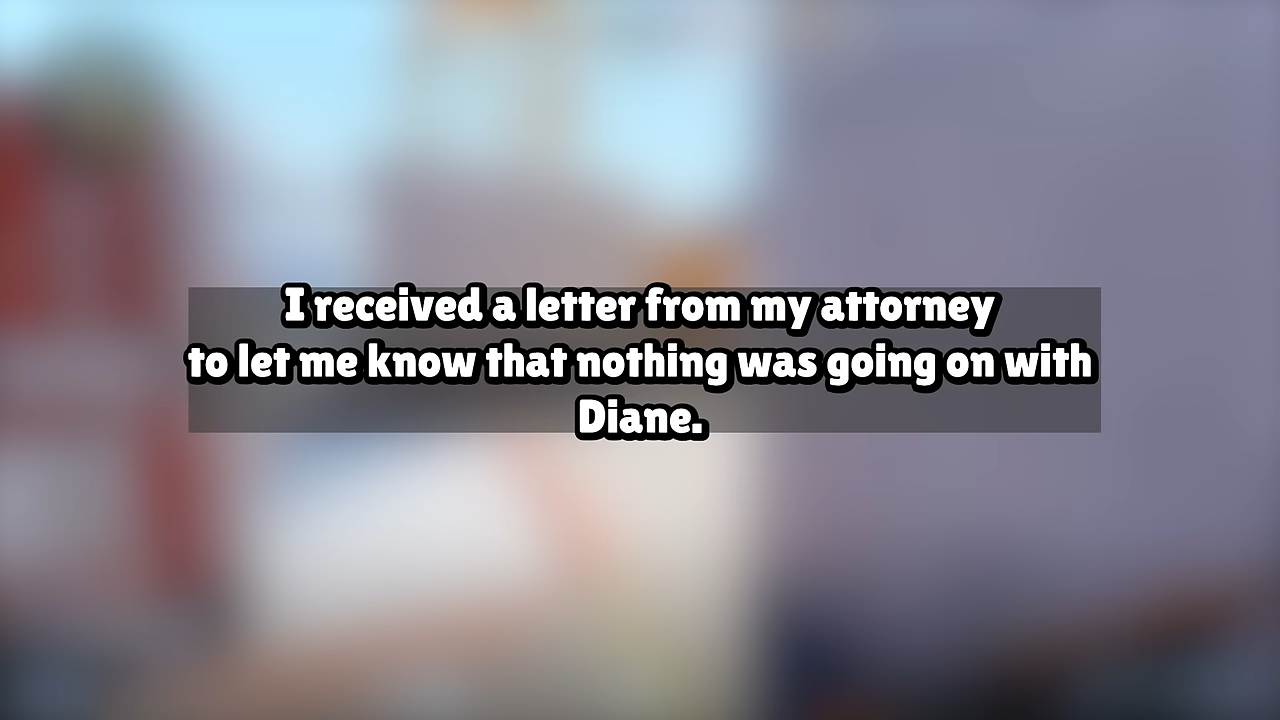 I received a letter from my attorney
to let me know that nothing was going on with
Diane.